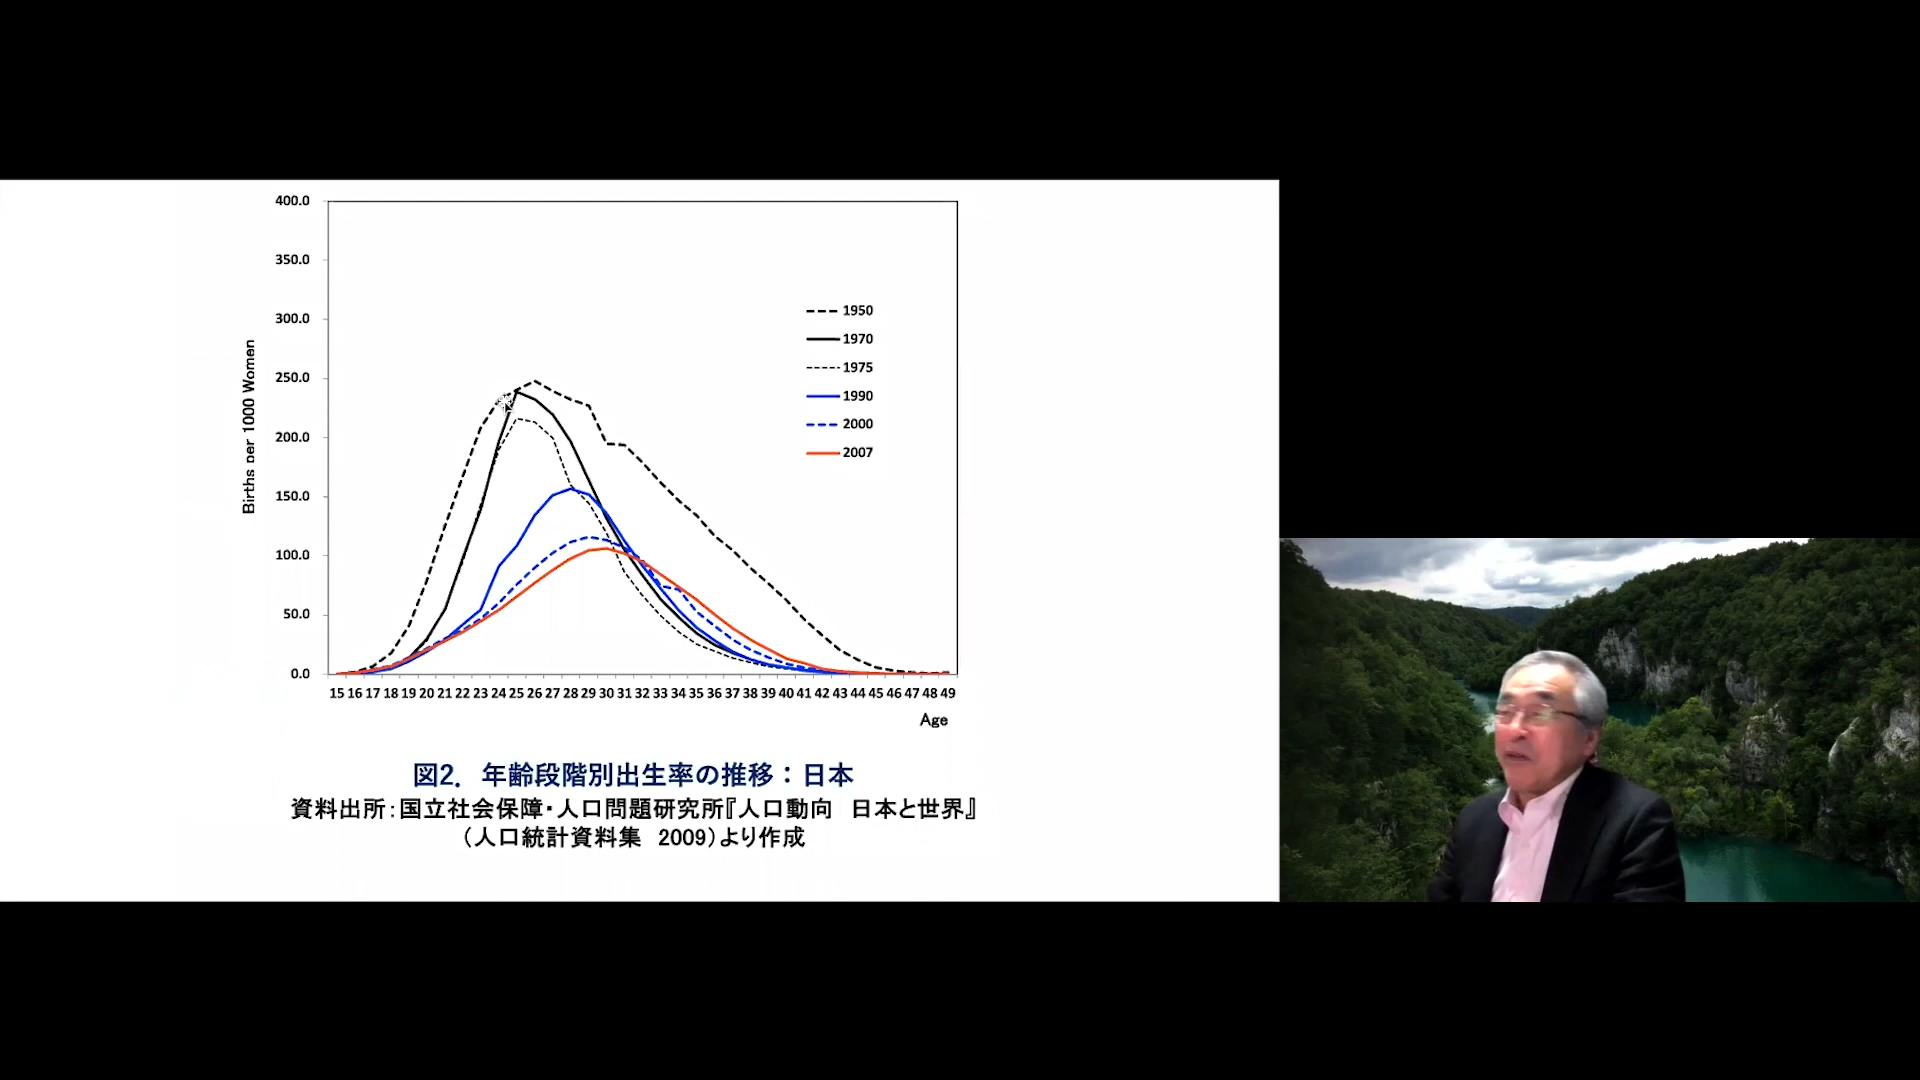 400.0
350.0
300.0
250.0
200.0
150.0
100.0
50.0
0.0
Births per 1000 Women
1950
1970
1975
1990
2000
2007
15 16 17 18 19 20 21 22 23 24 25 26 27 28 29 30 31 32 33 34 35 36 37 38 39 40 41 42 43 44 45 46 47 48 49
Age
図2. 年齢段階別出生率の推移：日本
資料出所：国立社会保障・人口問題研究所『人口動向 日本と世界』
（人口統計資料集 2009）より作成